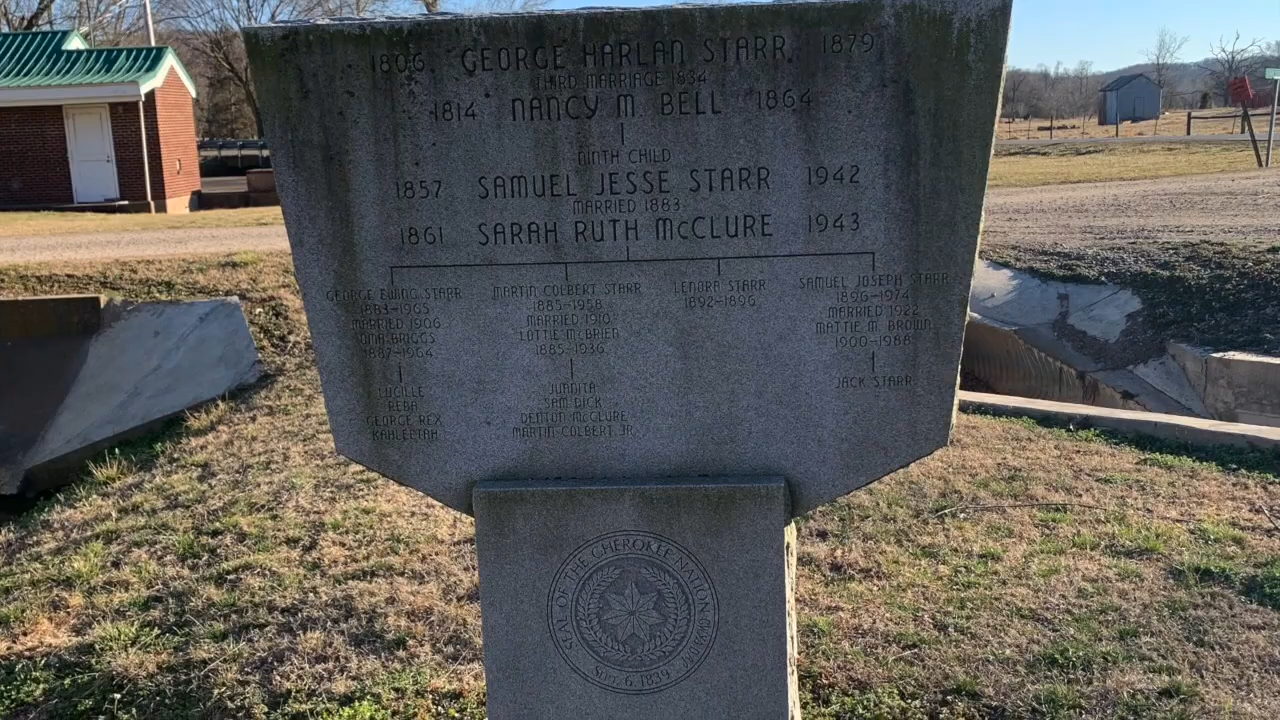 1806 GEORGE HARLAN STARR 1879
THIRD MARRIAGE 1834
1814 NANCY M. BELL 1864
NINTH CHILD
1857 SAMUEL JESSE STARR 1942
MARRIED 1883
1861 SARAH RUTH McCLURE 1943
GEORGE EWING STARR
1883-1965
MARRIED 1906
OMA BRIGGS
1887-1964
LUCILLE
REBA
GEORGE REX
KAHLEETAH
MARTIN COLBERT STARR
1885-1958
MARRIED 1910
LOTTIE McBRIEN
1885-1936
JUANITA
SAM DICK
DENTON McCLURE
MARTIN COLBERT JR.
LENORA STARR
1892-1896
SAMUEL JOSEPH STARR
1896-1974
MARRIED 1922
MATTIE M. BROWN
1900-1988
JACK STARR
SEAL OF THE CHEROKEE NATION
SEPT. 6, 1839